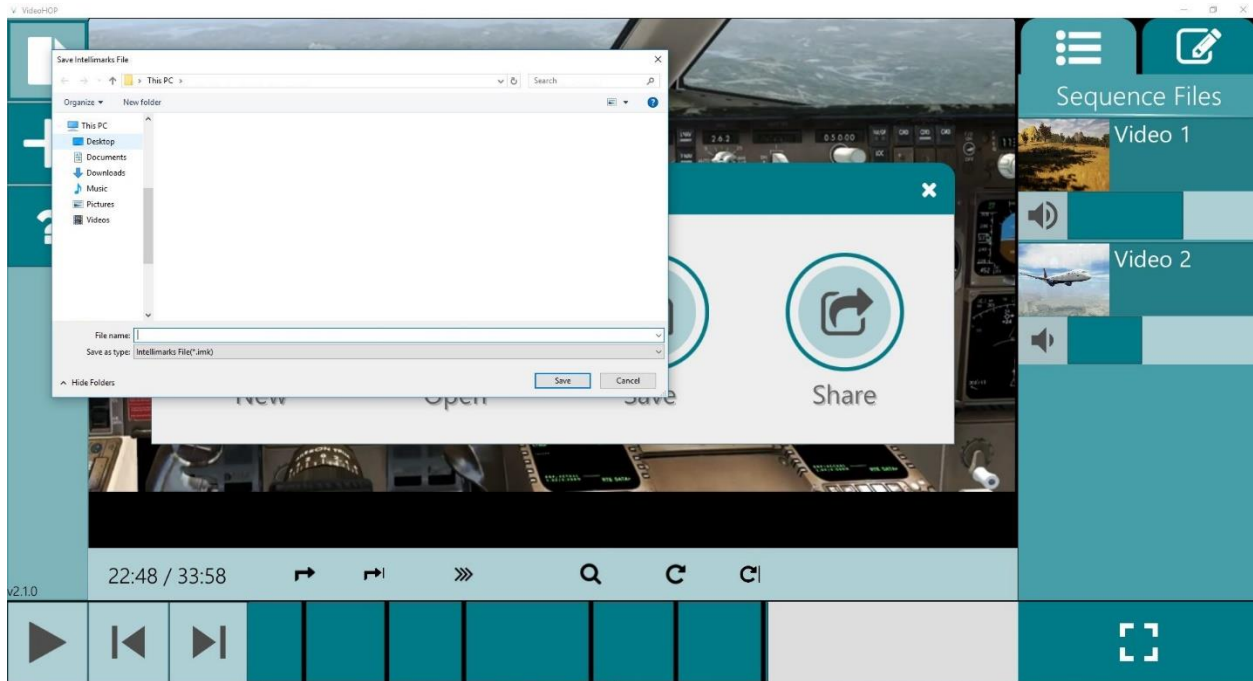 VideoHOP
Save Intellimarks File
This PC
Search
Organize
New folder
This PC
Desktop
Documents
Downloads
Music
Pictures
Videos
File name:
Save as type: Intellimarks File(*.imk)
Hide Folders
Save
Cancel
New
Open
Save
Share
Sequence Files
Video 1
Video 2
22:48 / 33:58
v2.1.0
262
05000